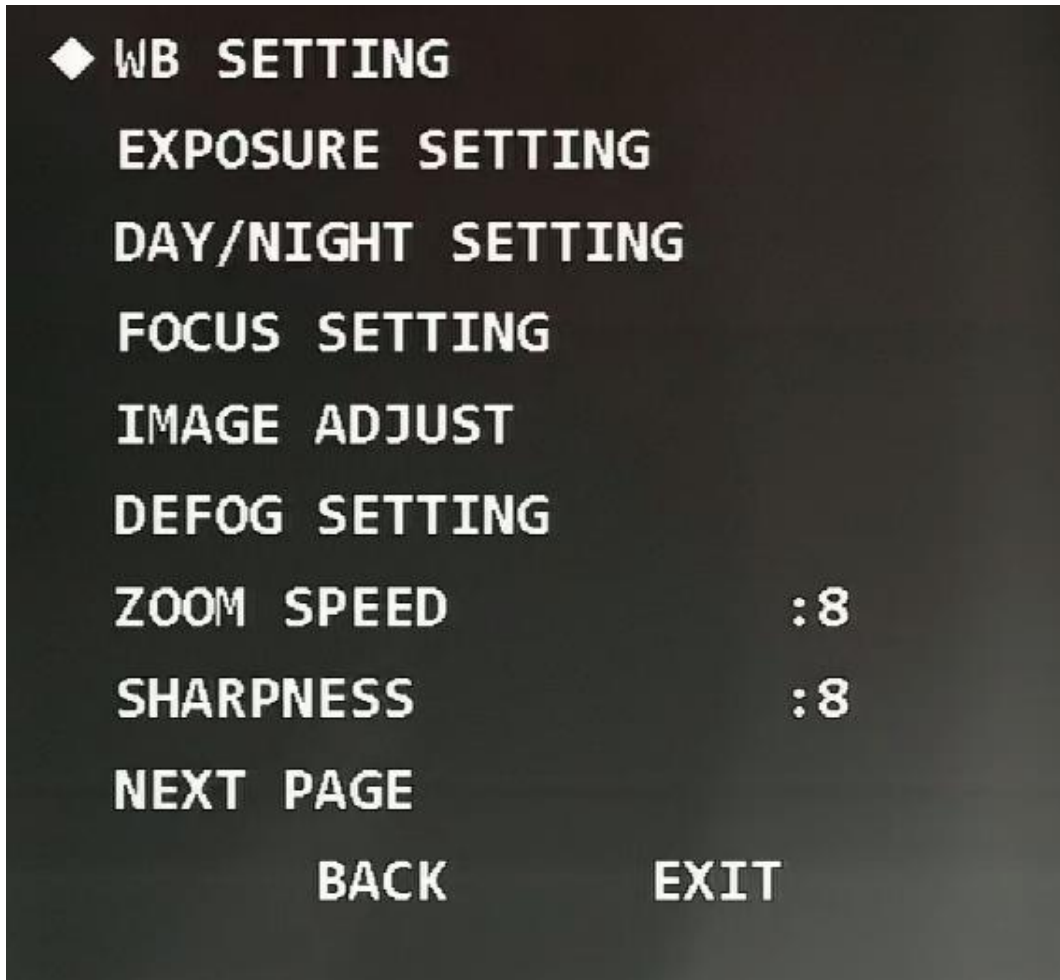 ◆ WB SETTING
EXPOSURE SETTING
DAY/NIGHT SETTING
FOCUS SETTING
IMAGE ADJUST
DEFOG SETTING
ZOOM SPEED :8
SHARPNESS :8
NEXT PAGE
BACK EXIT